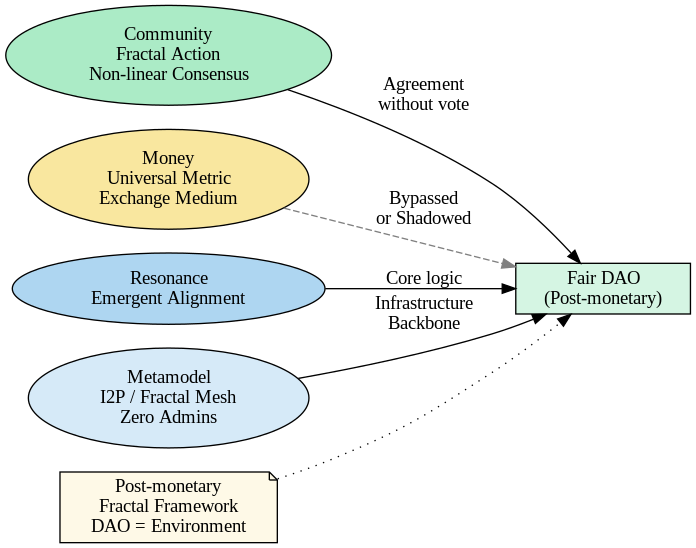 Community
Fractal Action
Non-linear Consensus
Agreement
without vote
Money
Universal Metric
Exchange Medium
Bypassed
or Shadowed
Resonance
Emergent Alignment
Core logic
Fair DAO
(Post-monetary)
Infrastructure
Backbone
Metamodel
I2P / Fractal Mesh
Zero Admins
Post-monetary
Fractal Framework
DAO = Environment